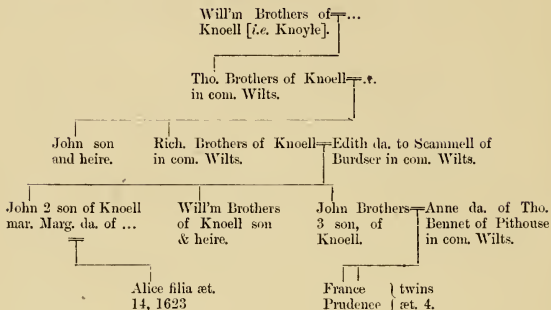 Will'm Brothers of ...
Knoell [i.e. Knoyle].
Tho. Brothers of Knoell ...
in com. Wilts.
John son
and heire.
Rich. Brothers of Knoell
in com. Wilts.
Edith da. to Scammell of
Burdser in com. Wilts.
John 2 son of Knoell
mar. Marg. da. of ...
Will'm Brothers
of Knoell son
& heire.
John Brothers
3 son, of
Knoell.
Anne da. of Tho.
Bennet of Pithouse
in com. Wilts.
Alice filia æt.
14, 1623
France } twins
Prudence } æt. 4.